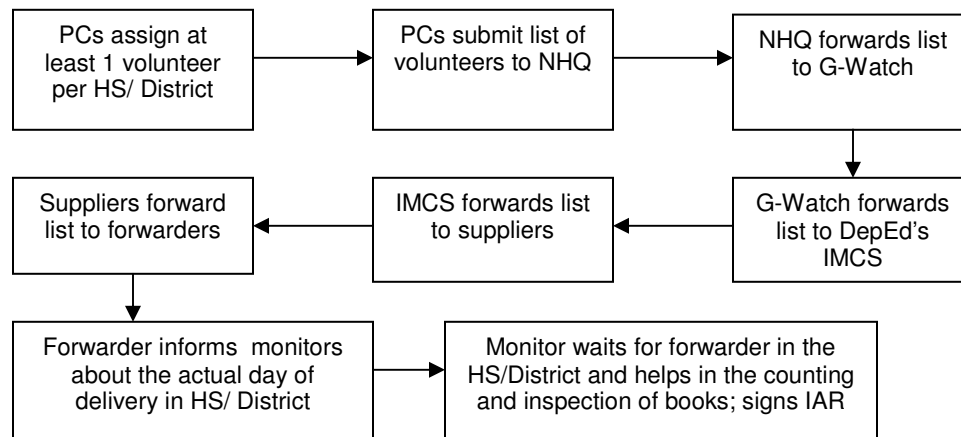 PCs assign at
least 1 volunteer
per HS/ District
PCs submit list of
volunteers to NHQ
NHQ forwards list
to G-Watch
G-Watch forwards
list to DepEd's
IMCS
IMCS forwards list
to suppliers
Suppliers forward
list to forwarders
Forwarder informs monitors
about the actual day of
delivery in HS/ District
Monitor waits for forwarder in the
HS/District and helps in the counting
and inspection of books; signs IAR